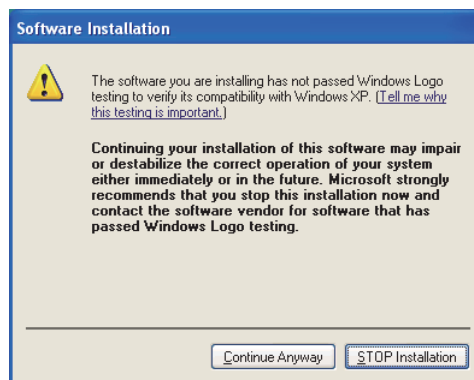 Software Installation
The software you are installing has not passed Windows Logo
testing to verify its compatibility with Windows XP. (Tell me why
this testing is important.)
Continuing your installation of this software may impair
or destabilize the correct operation of your system
either immediately or in the future. Microsoft strongly
recommends that you stop this installation now and
contact the software vendor for software that has
passed Windows Logo testing.
Continue Anyway
STOP Installation